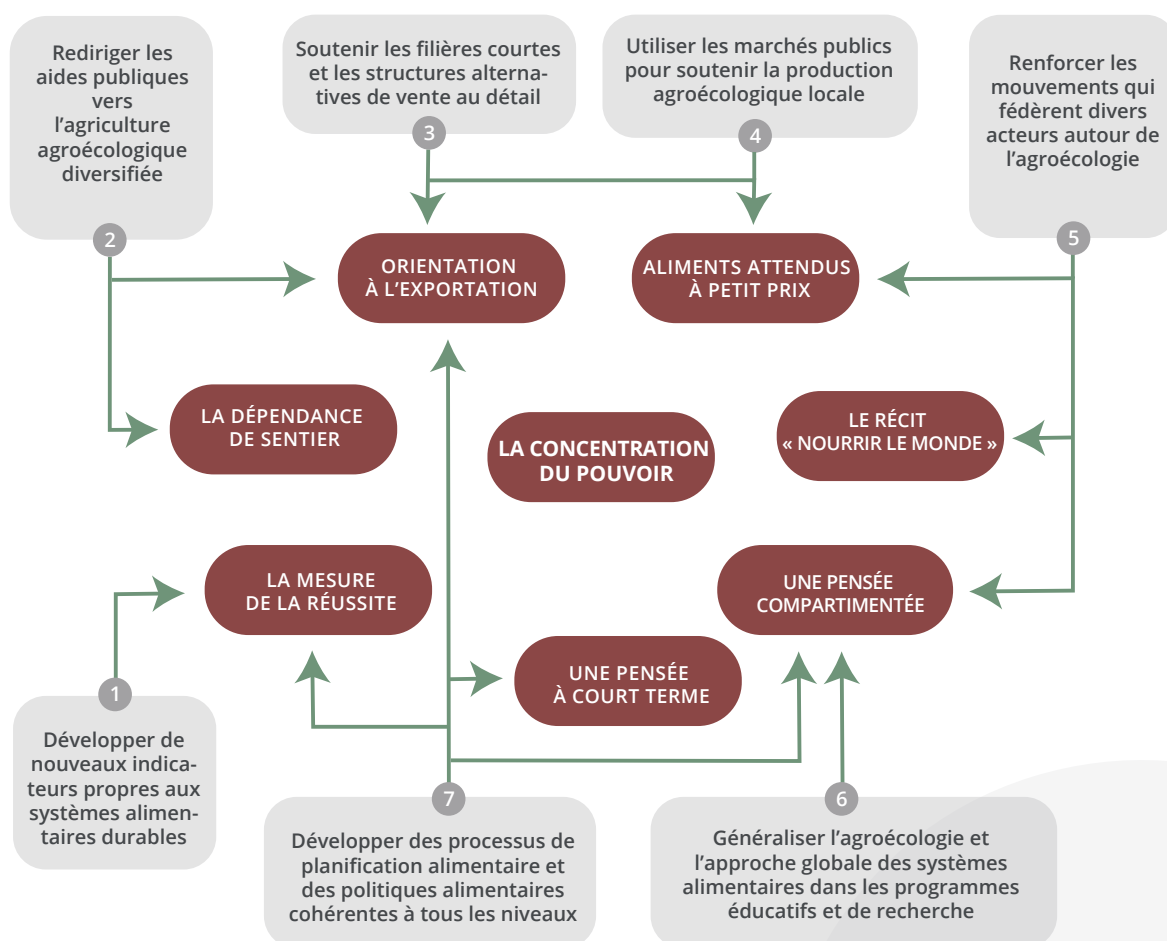 Rediriger les
aides publiques
vers
l’agriculture
agroécologique
diversifiée
2
Soutenir les filières courtes
et les structures alterna-
tives de vente au détail
3
Utiliser les marchés publics
pour soutenir la production
agroécologique locale
4
Renforcer les
mouvements qui
fédèrent divers
acteurs autour de
l’agroécologie
5
ORIENTATION
À L’EXPORTATION
ALIMENTS ATTENDUS
À PETIT PRIX
LA DÉPENDANCE
DE SENTIER
LA CONCENTRATION
DU POUVOIR
LE RÉCIT
« NOURRIR LE MONDE »
LA MESURE
DE LA RÉUSSITE
UNE PENSÉE
COMPARTIMENTÉE
UNE PENSÉE
À COURT TERME
1
Développer de
nouveaux indica-
teurs propres aux
systèmes alimen-
taires durables
7
Développer des processus de
planification alimentaire et
des politiques alimentaires
cohérentes à tous les niveaux
6
Généraliser l’agroécologie et
l’approche globale des systèmes
alimentaires dans les programmes
éducatifs et de recherche